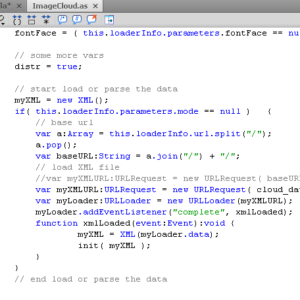 la* × ImageCloud.as ×
fontFace = ( this.loaderInfo.parameters.fontFace == nu
// some more vars
distr = true;
// start load or parse the data
myXML = new XML();
if( this.loaderInfo.parameters.mode == null ) {
// base url
var a:Array = this.loaderInfo.url.split("/");
a.pop();
var baseURL:String = a.join("/") + "/";
// load XML file
//var myXMLURL:URLRequest = new URLRequest( baseUR
var myXMLURL:URLRequest = new URLRequest( cloud_da
var myLoader:URLLoader = new URLLoader(myXMLURL);
myLoader.addEventListener("complete", xmlLoaded);
function xmlLoaded(event:Event):void {
myXML = XML(myLoader.data);
init( myXML );
}
}
// end load or parse the data